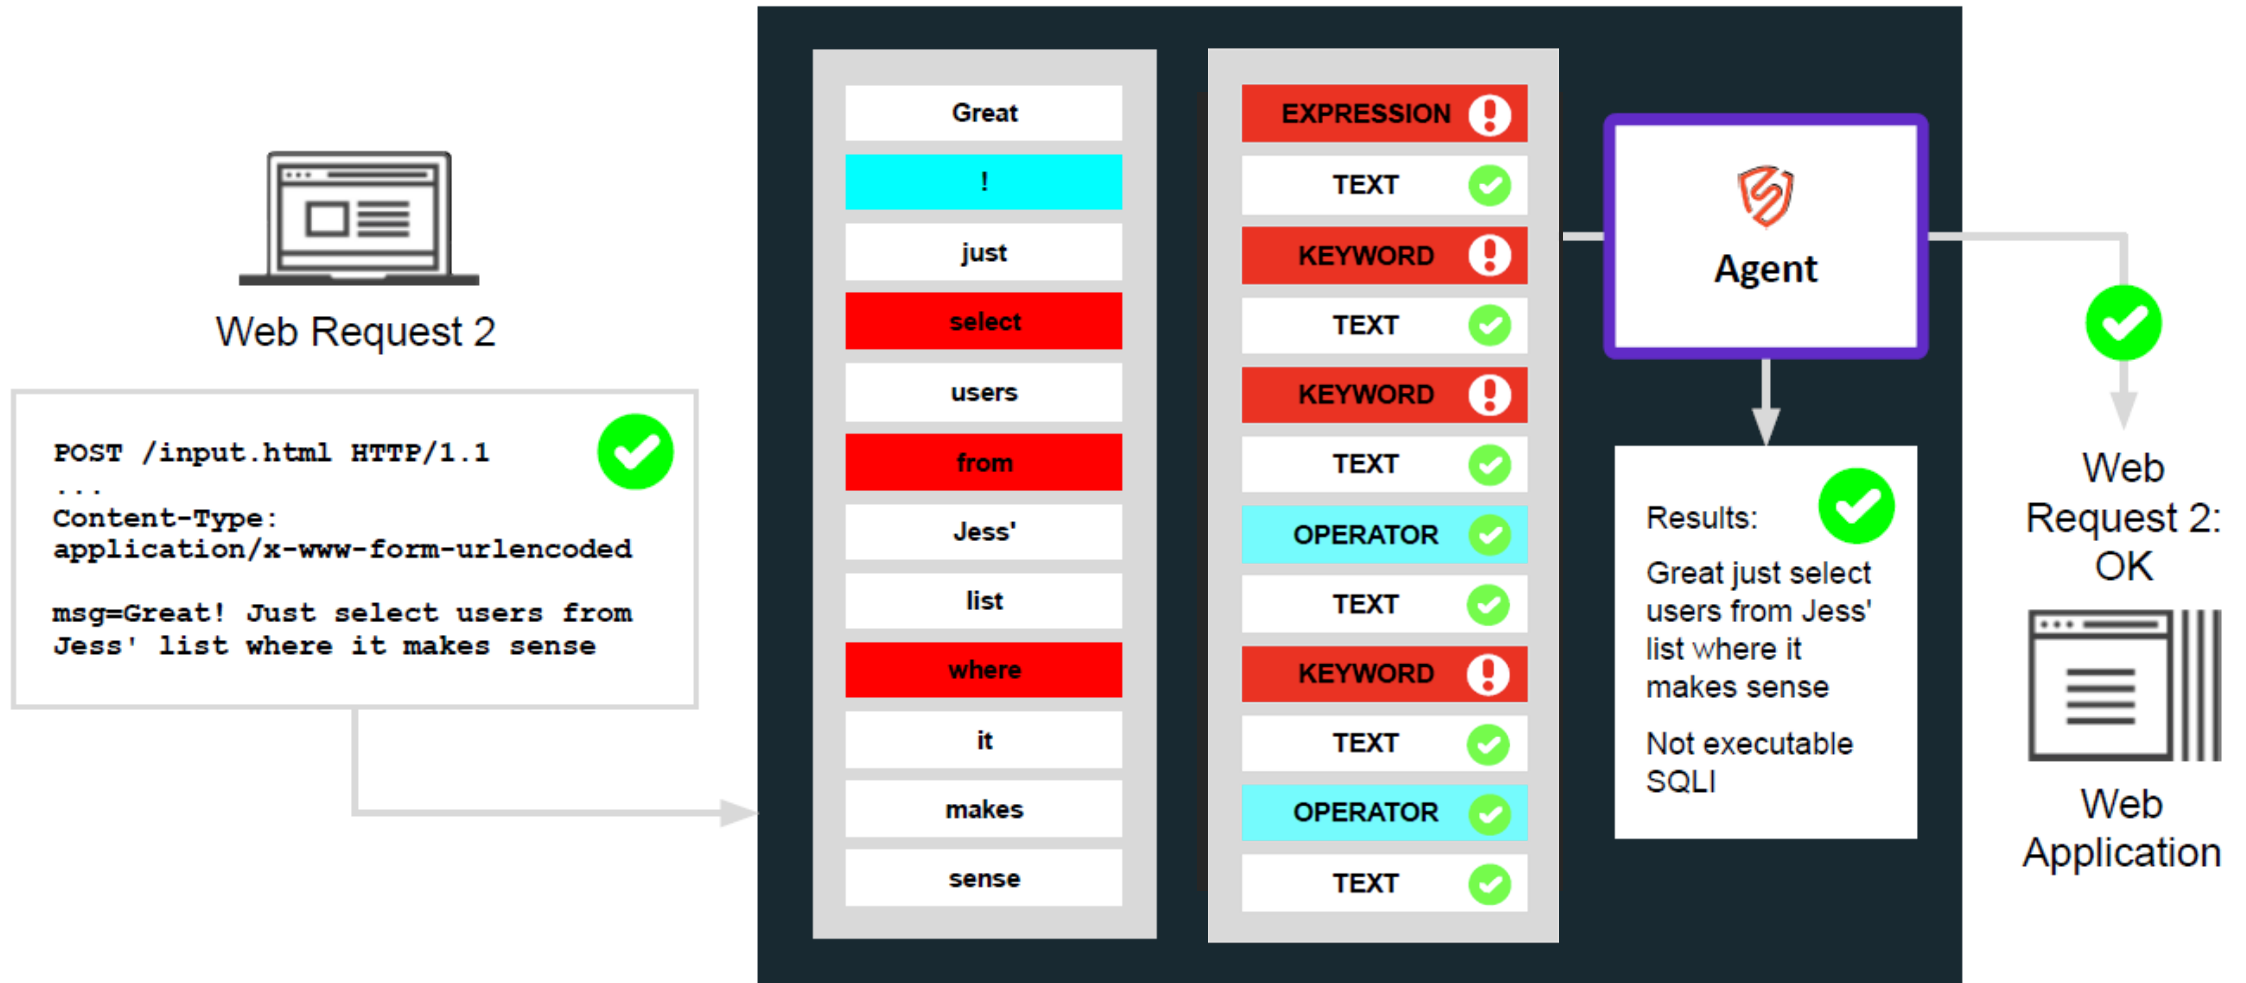 Web Request 2
POST /input.html HTTP/1.1
...
Content-Type:
application/x-www-form-urlencoded
msg=Great! Just select users from
Jess' list where it makes sense
Great
!
just
select
users
from
Jess'
list
where
it
makes
sense
EXPRESSION
TEXT
KEYWORD
TEXT
KEYWORD
TEXT
OPERATOR
TEXT
KEYWORD
TEXT
OPERATOR
TEXT
Agent
Results:
Great just select
users from Jess'
list where it
makes sense
Not executable
SQLI
Web
Request 2:
OK
Web
Application